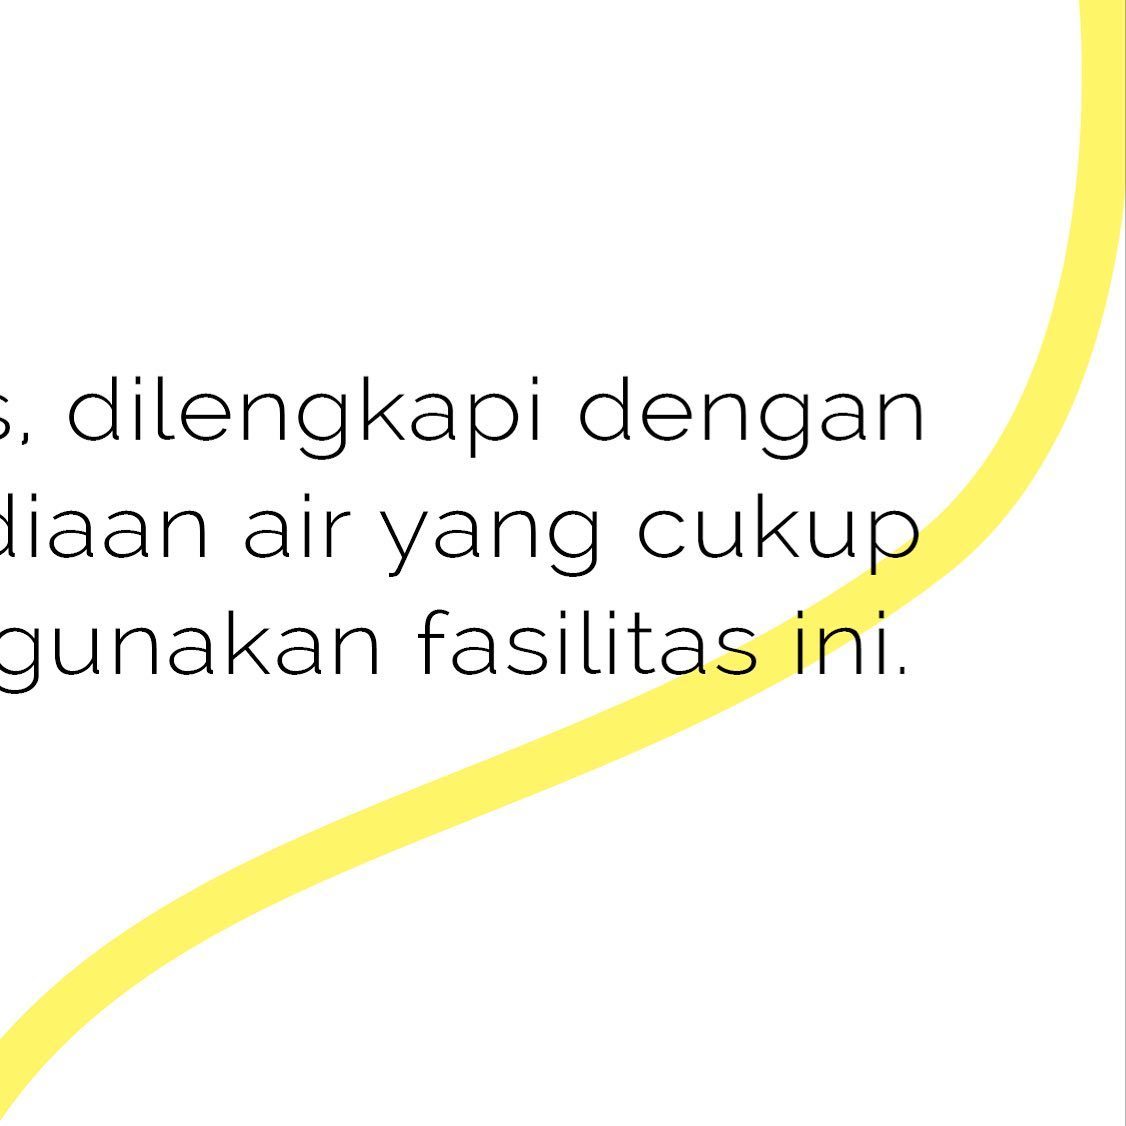 s, dilengkapi dengan
diaan air yang cukup
gunakan fasilitas ini.